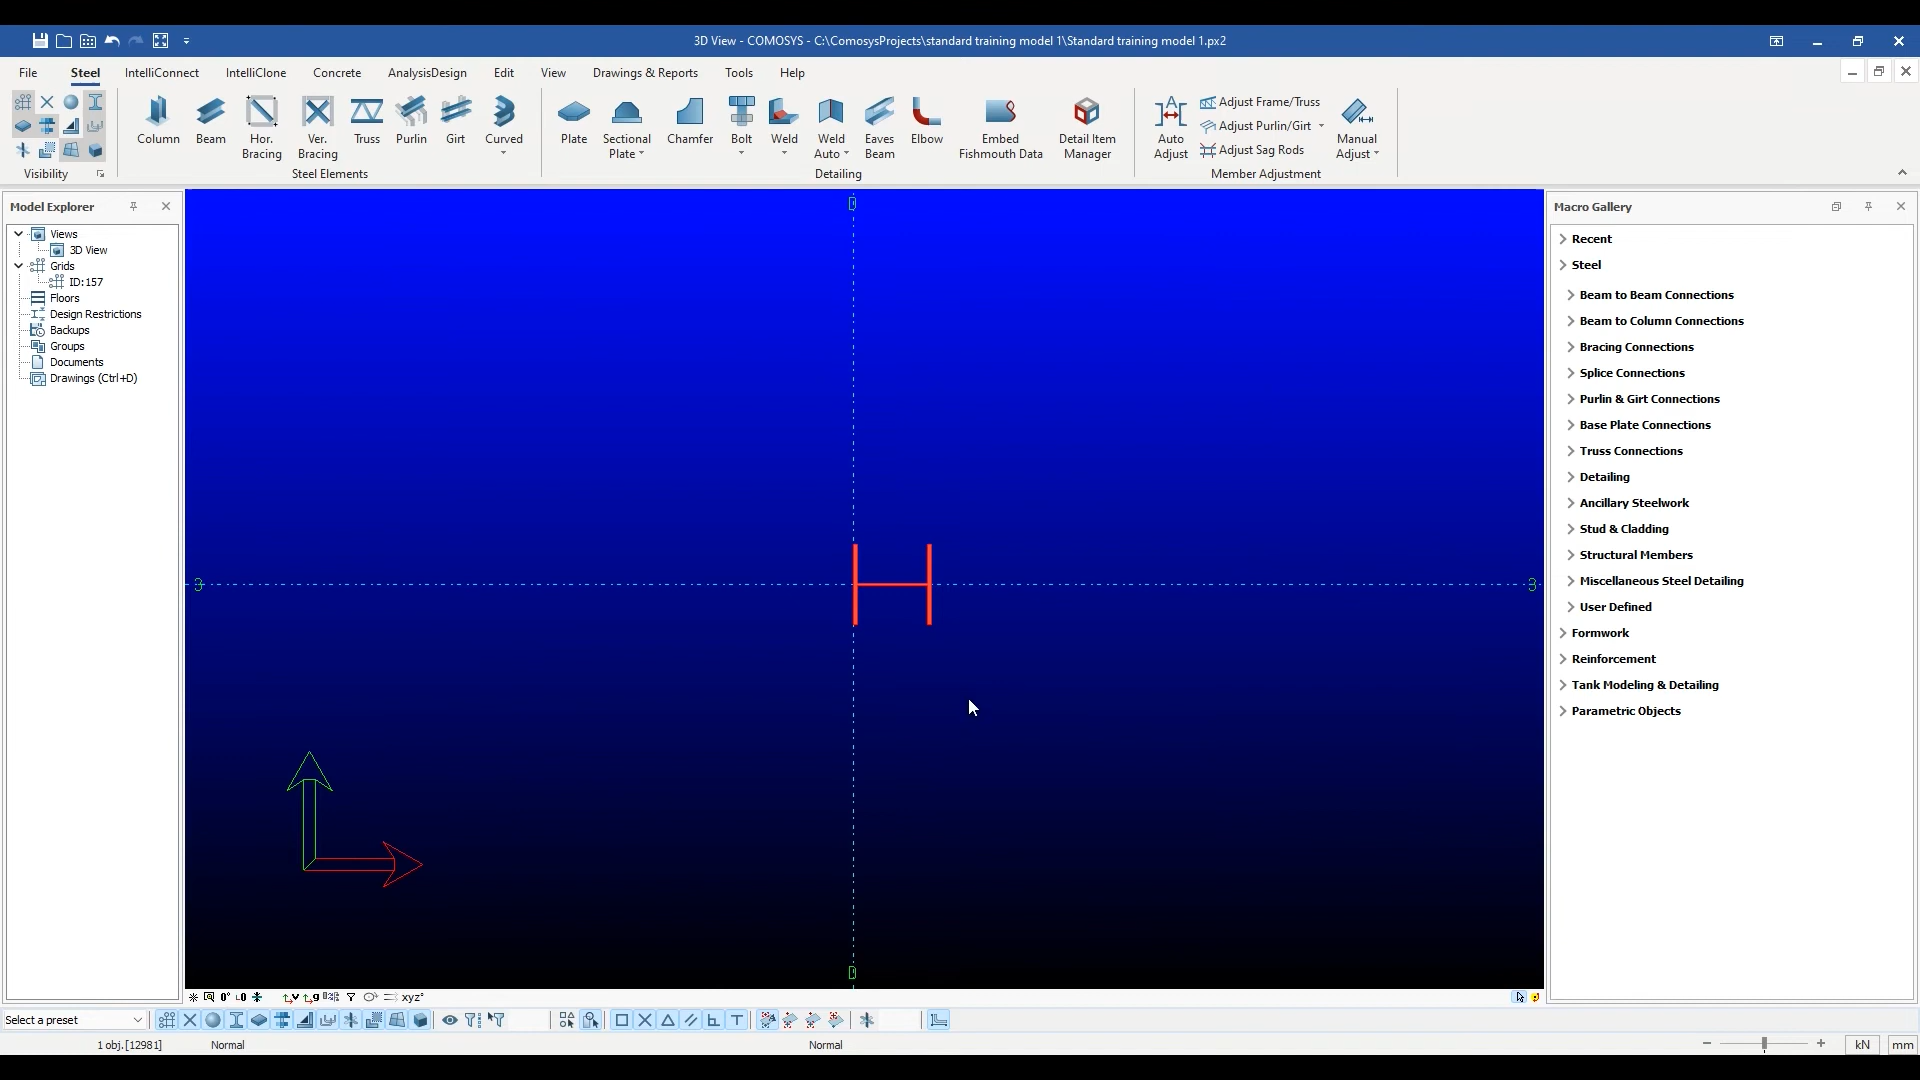 3D View - COMOSYS - C:\ComosysProjects\standard training model 1\Standard training model 1.px2
File Steel IntelliConnect IntelliClone Concrete AnalysisDesign Edit View Drawings & Reports Tools Help
Column
Beam
Hor.
Bracing
Ver.
Bracing
Truss
Purlin
Girt
Curved
Plate
Sectional
Plate
Chamfer
Bolt
Weld
Weld
Auto
Eaves
Beam
Elbow
Embed
Fishmouth Data
Detail Item
Manager
Auto
Adjust
Adjust Frame/Truss
Adjust Purlin/Girt
Adjust Sag Rods
Manual
Adjust
Visibility
Steel Elements
Detailing
Member Adjustment
Model Explorer
Views
3D View
Grids
ID:157
Floors
Design Restrictions
Backups
Groups
Documents
Drawings (Ctrl+D)
D
3
3
D
Macro Gallery
Recent
Steel
Beam to Beam Connections
Beam to Column Connections
Bracing Connections
Splice Connections
Purlin & Girt Connections
Base Plate Connections
Truss Connections
Detailing
Ancillary Steelwork
Stud & Cladding
Structural Members
Miscellaneous Steel Detailing
User Defined
Formwork
Reinforcement
Tank Modeling & Detailing
Parametric Objects
xyz
Select a preset
1 obj.[12981] Normal Normal kN mm